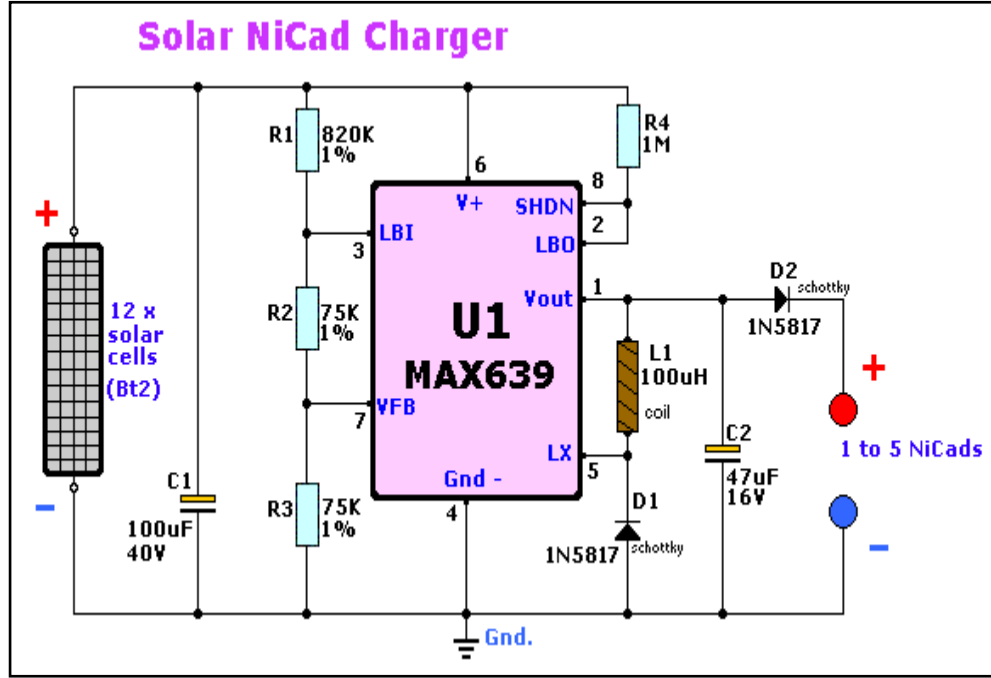 Solar NiCad Charger
R1
820K
1%
R4
1M
6
V+
8
SHDN
2
LBO
LBI
3
+
12 x
solar
cells
(Bt2)
R2
75K
1%
U1
MAX639
Vout
1
D2
schottky
1N5817
L1
100uH
coil
+
VFB
7
LX
5
C2
47uF
16V
1 to 5 NiCads
Gnd -
4
C1
100uF
40V
-
R3
75K
1%
D1
1N5817
schottky
-
Gnd.